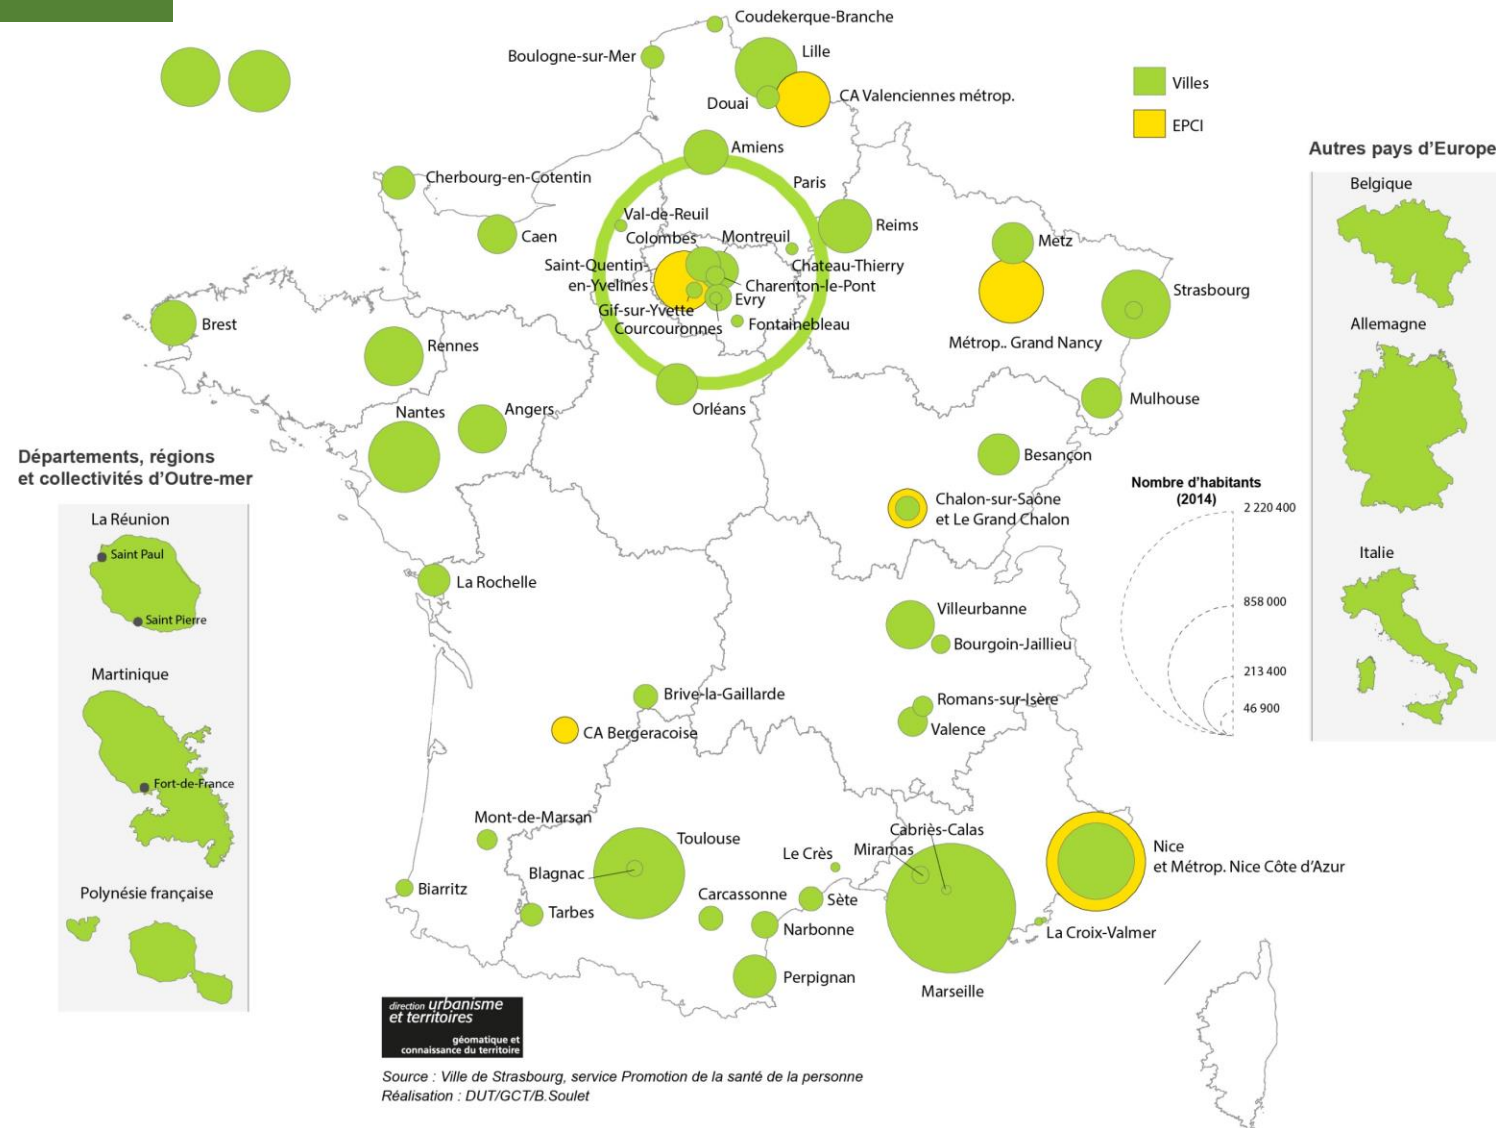 Coudekerque-Branche
Boulogne-sur-Mer
Lille
Douai
CA Valenciennes métrop.
Villes
EPCI
Amiens
Cherbourg-en-Cotentin
Paris
Val-de-Reuil
Caen
Colombes
Montreuil
Reims
Metz
Saint-Quentin-
en-Yvelines
Chateau-Thierry
Charenton-le-Pont
Evry
Gif-sur-Yvette
Courcouronnes
Fontainebleau
Strasbourg
Métrop.. Grand Nancy
Brest
Rennes
Nantes
Angers
Orléans
Mulhouse
Besançon
Chalon-sur-Saône
et Le Grand Chalon
La Rochelle
Villeurbanne
Bourgoin-Jaillieu
Brive-la-Gaillarde
Romans-sur-Isère
Valence
CA Bergeracoise
Mont-de-Marsan
Toulouse
Blagnac
Le Crès
Cabriès-Calas
Miramas
Nice
et Métrop. Nice Côte d'Azur
Biarritz
Tarbes
Carcassonne
Sète
Narbonne
La Croix-Valmer
Perpignan
Marseille
Autres pays d'Europe
Belgique
Allemagne
Italie
Nombre d'habitants
(2014)
2 220 400
858 000
213 400
46 900
Départements, régions
et collectivités d'Outre-mer
La Réunion
Saint Paul
Saint Pierre
Martinique
Fort-de-France
Polynésie française
direction urbanisme
et territoires
géomatique et
connaissance du territoire
Source : Ville de Strasbourg, service Promotion de la santé de la personne
Réalisation : DUT/GCT/B.Soulet